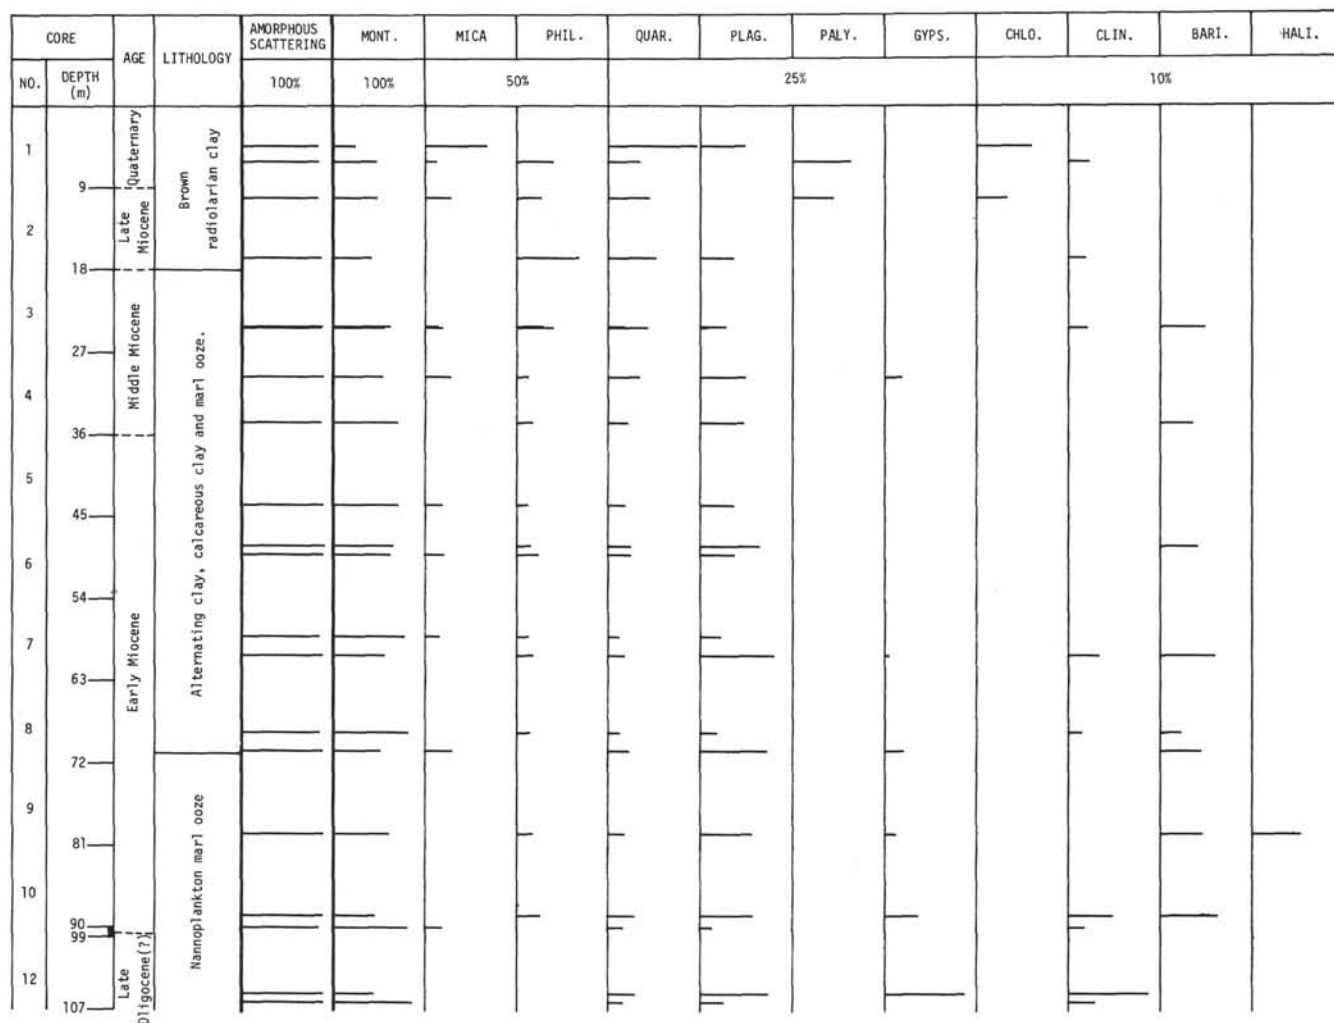 CORE
AGE
LITHOLOGY
AMORPHOUS
SCATTERING
MONT.
MICA
PHIL.
QUAR.
PLAG.
PALY.
GYPS.
CHLO.
CLIN.
BARI.
HALI.
NO.
DEPTH
(m)
100%
100%
50%
25%
10%
1
9
2
18
3
27
4
36
5
45
6
54
7
63
8
72
9
81
10
90
99
12
107
Quaternary
Late
Miocene
Middle Miocene
Early Miocene
Late
Oligocene(?)
Brown
radiolarian clay
Alternating clay, calcareous clay and marl ooze.
Nannoplankton marl ooze